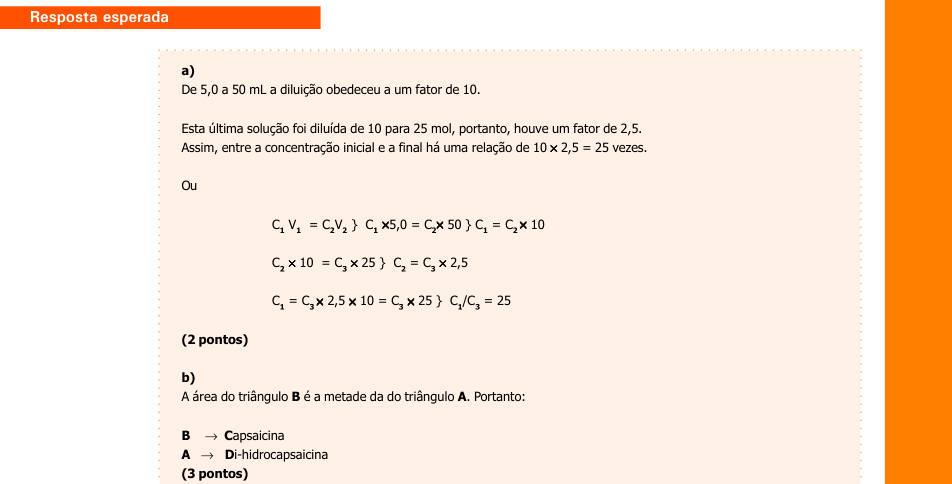 Resposta esperada
a)
De 5,0 a 50 mL a diluição obedeceu a um fator de 10.
Esta última solução foi diluída de 10 para 25 mol, portanto, houve um fator de 2,5.
Assim, entre a concentração inicial e a final há uma relação de 10 × 2,5 = 25 vezes.
Ou
C₁ V₁ = C₂V₂ } C₁ ×5,0 = C₂× 50 } C₁ = C₂× 10
C₂ × 10 = C₃ × 25 } C₂ = C₃ × 2,5
C₁ = C₃× 2,5 × 10 = C₃ × 25 } C₁/C₃ = 25
(2 pontos)
b)
A área do triângulo B é a metade da do triângulo A. Portanto:
B → Capsaicina
A → Di-hidrocapsaicina
(3 pontos)